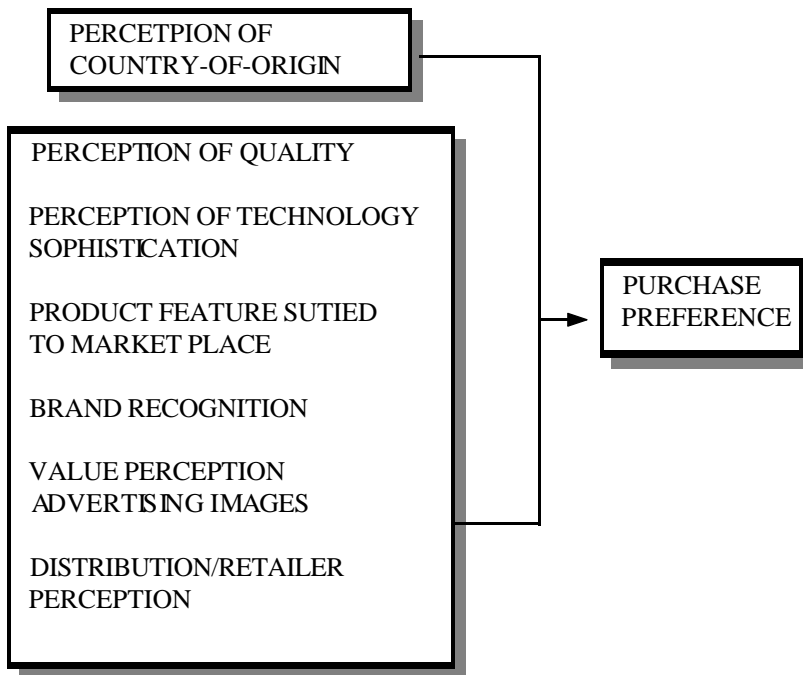 PERCETPION OF
COUNTRY-OF-ORIGIN
PERCEPTION OF QUALITY
PERCEPTION OF TECHNOLOGY
SOPHISTICATION
PRODUCT FEATURE SUTIED
TO MARKET PLACE
BRAND RECOGNITION
VALUE PERCEPTION
ADVERTISING IMAGES
DISTRIBUTION/RETAILER
PERCEPTION
PURCHASE
PREFERENCE